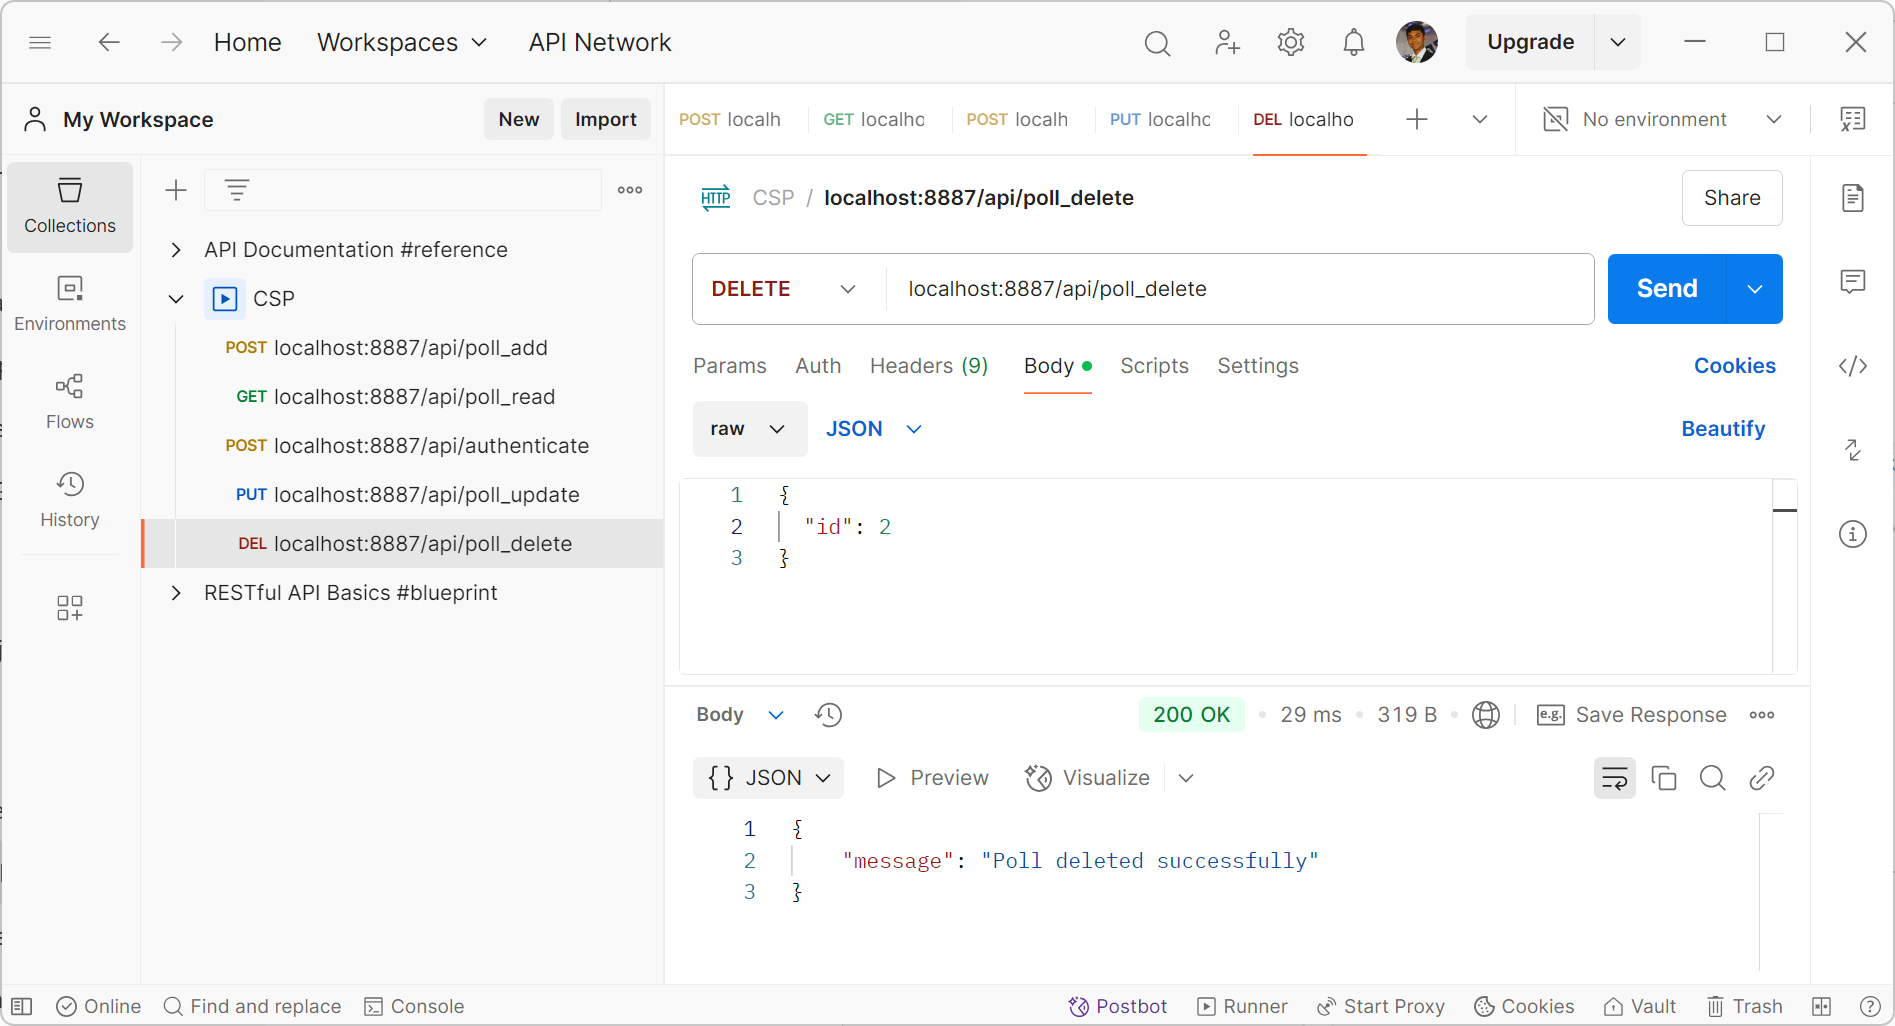 Home Workspaces API Network Upgrade
My Workspace New Import
POST localh GET localho POST localh PUT localho DEL localho No environment
Collections
Environments
Flows
History
API Documentation #reference
CSP
POST localhost:8887/api/poll_add
GET localhost:8887/api/poll_read
POST localhost:8887/api/authenticate
PUT localhost:8887/api/poll_update
DEL localhost:8887/api/poll_delete
RESTful API Basics #blueprint
HTTP CSP / localhost:8887/api/poll_delete Share
DELETE localhost:8887/api/poll_delete Send
Params Auth Headers (9) Body Scripts Settings Cookies
raw JSON Beautify
1 {
2 "id": 2
3 }
Body 200 OK 29 ms 319 B e.g. Save Response
{} JSON Preview Visualize
1 {
2 "message": "Poll deleted successfully"
3 }
Online Find and replace Console Postbot Runner Start Proxy Cookies Vault Trash